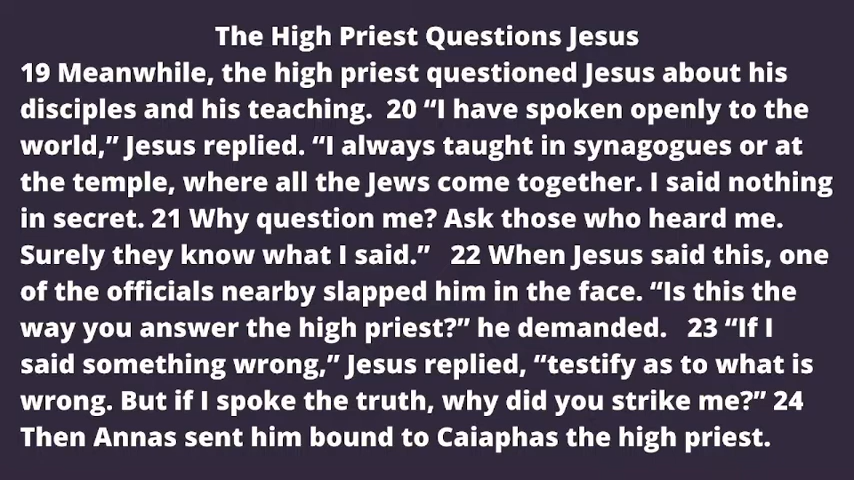 The High Priest Questions Jesus
19 Meanwhile, the high priest questioned Jesus about his
disciples and his teaching.  20 “I have spoken openly to the
world,” Jesus replied. “I always taught in synagogues or at
the temple, where all the Jews come together. I said nothing
in secret. 21 Why question me? Ask those who heard me.
Surely they know what I said.”   22 When Jesus said this, one
of the officials nearby slapped him in the face. “Is this the
way you answer the high priest?” he demanded.   23 “If I
said something wrong,” Jesus replied, “testify as to what is
wrong. But if I spoke the truth, why did you strike me?” 24
Then Annas sent him bound to Caiaphas the high priest.